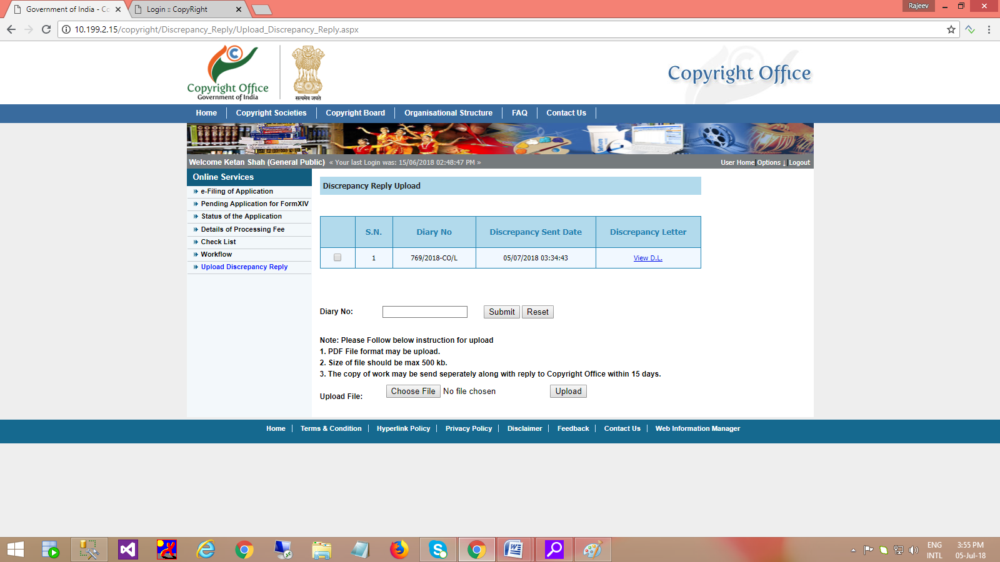 Government of India - Co
Login :: CopyRight
Rajeev
10.199.2.15/copyright/Discrepancy_Reply/Upload_Discrepancy_Reply.aspx
Copyright Office
Government of India
सत्यमेव जयते
Copyright Office
Home
Copyright Societies
Copyright Board
Organisational Structure
FAQ
Contact Us
Software
Welcome Ketan Shah (General Public) « Your last Login was: 15/06/2018 02:48:47 PM »
User Home|Options ↓|Logout
Online Services
e-Filing of Application
Pending Application for FormXIV
Status of the Application
Details of Processing Fee
Check List
Workflow
Upload Discrepancy Reply
Discrepancy Reply Upload
S.N. Diary No Discrepancy Sent Date Discrepancy Letter
1 769/2018-CO/L 05/07/2018 03:34:43 View D.L.
Diary No: Submit Reset
Note: Please Follow below instruction for upload
1. PDF File format may be upload.
2. Size of file should be max 500 kb.
3. The copy of work may be send seperately along with reply to Copyright Office within 15 days.
Upload File: Choose File No file chosen Upload
Home | Terms & Condition | Hyperlink Policy | Privacy Policy | Disclaimer | Feedback | Contact Us | Web Information Manager
ENG
INTL
3:55 PM
05-Jul-18